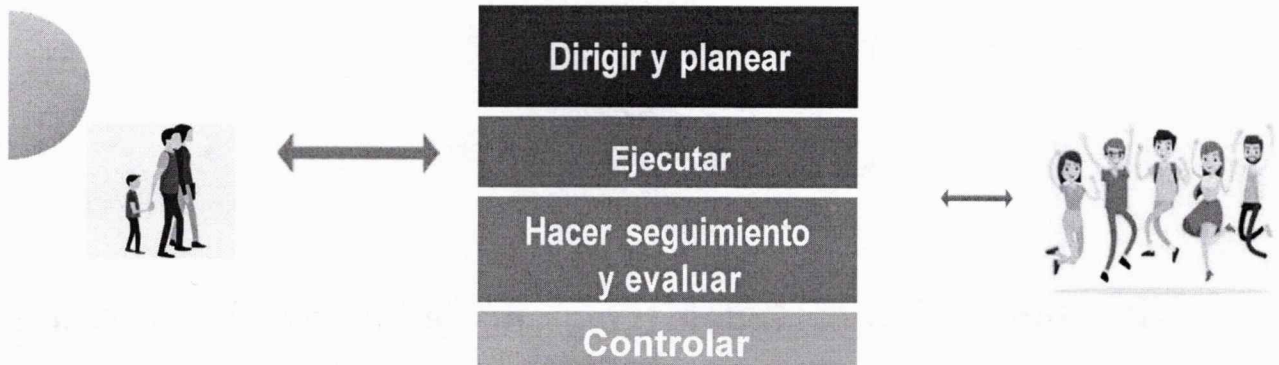 Dirigir y planear
Ejecutar
Hacer seguimiento
y evaluar
Controlar